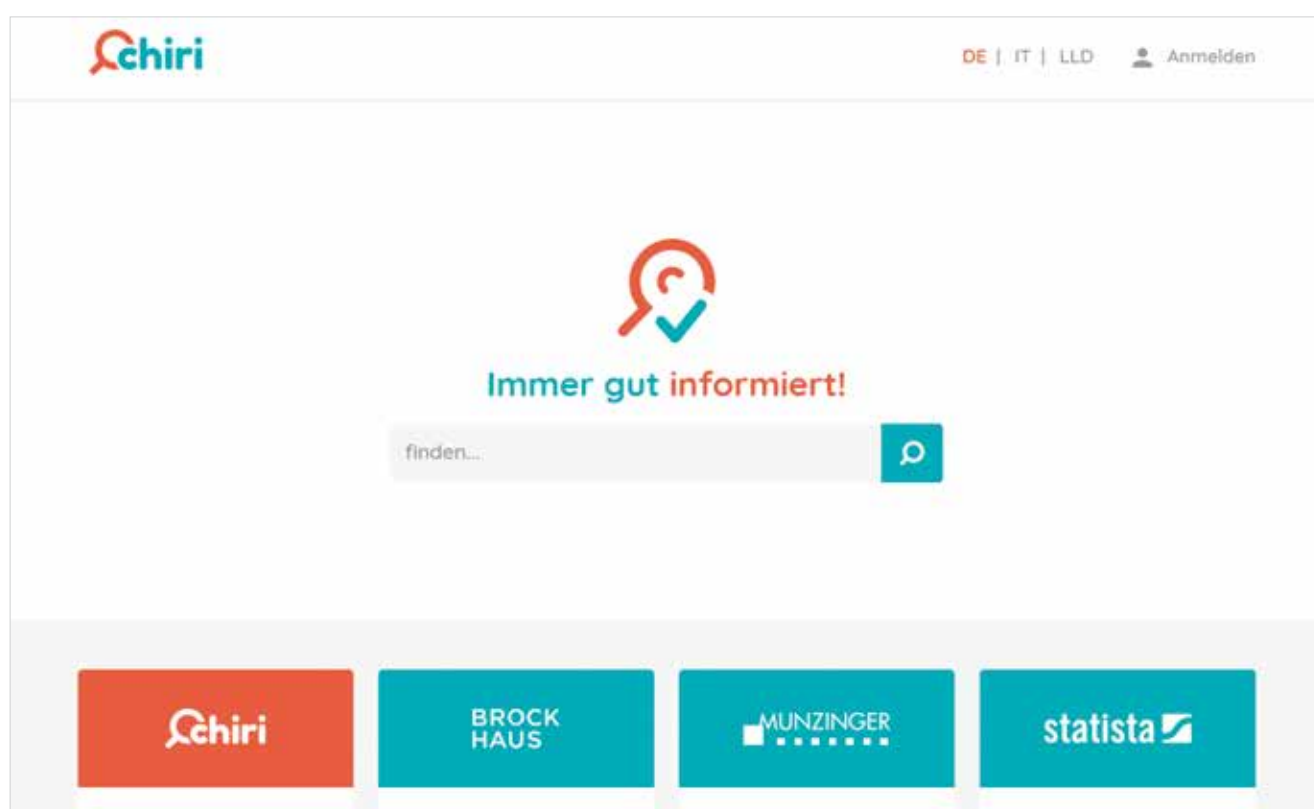 chiri
DE | IT | LLD Anmelden
Immer gut informiert!
finden...
chiri
BROCK
HAUS
MUNZINGER
statista